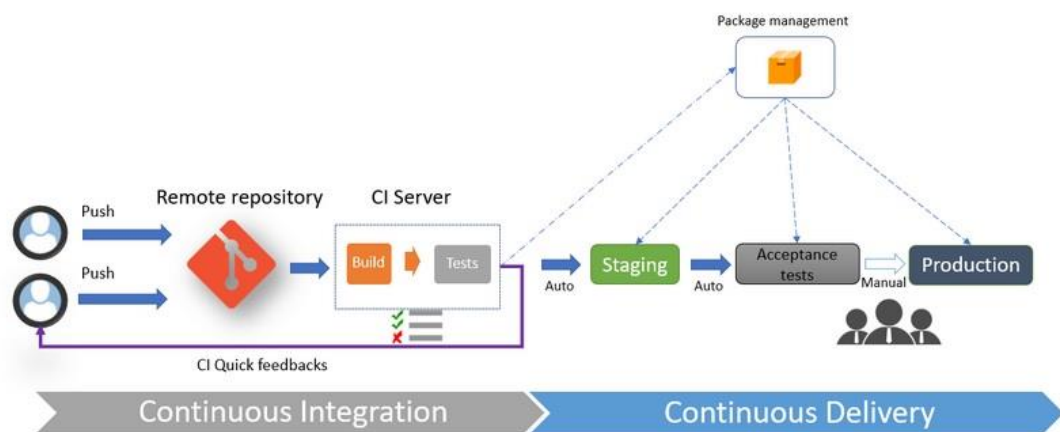 Package management
Remote repository
CI Server
Push
Push
Build
Tests
Auto
Staging
Auto
Acceptance
tests
Manual
Production
CI Quick feedbacks
Continuous Integration
Continuous Delivery